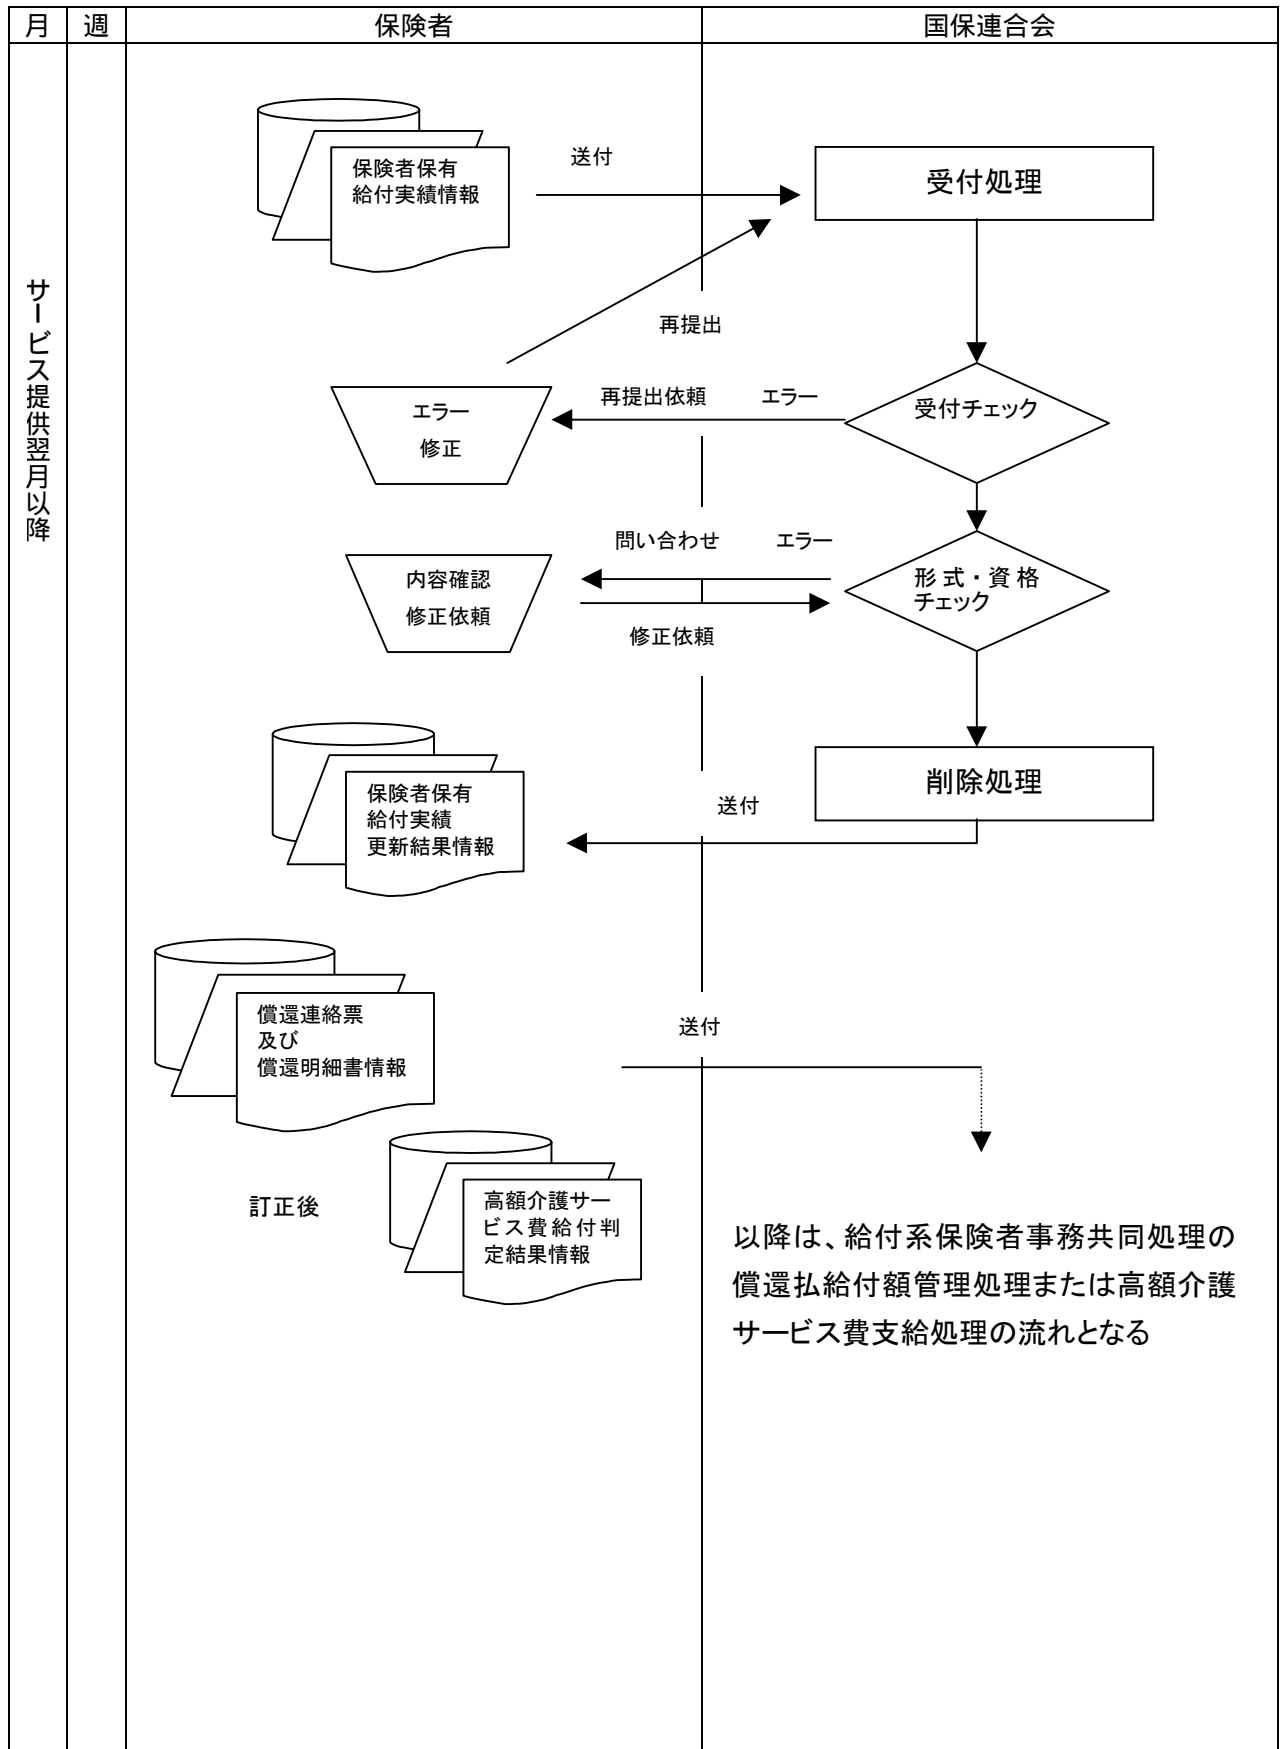 月 週 保険者 国保連合会
サービス提供翌月以降
保険者保有
給付実績情報
送付
受付処理
再提出
エラー
修正
再提出依頼 エラー
受付チェック
問い合わせ エラー
内容確認
修正依頼
形式・資格
チェック
修正依頼
削除処理
送付
保険者保有
給付実績
更新結果情報
償還連絡票
及び
償還明細書情報
送付
訂正後
高額介護サー
ビス費給付判
定結果情報
以降は、給付系保険者事務共同処理の
償還払給付額管理処理または高額介護
サービス費支給処理の流れとなる